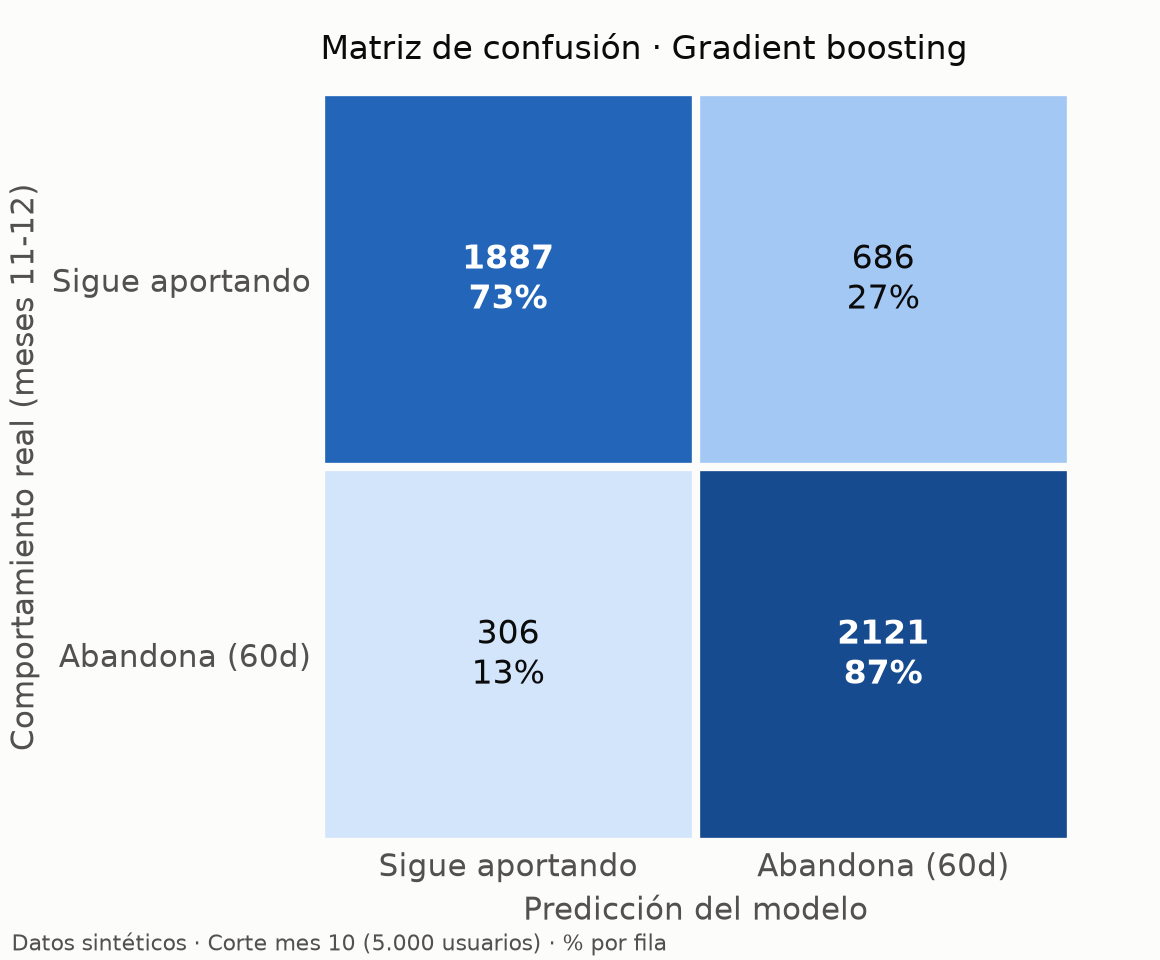 Matriz de confusión · Gradient boosting
Comportamiento real (meses 11-12)
Sigue aportando
1887
73%
686
27%
Abandona (60d)
306
13%
2121
87%
Sigue aportando
Abandona (60d)
Predicción del modelo
Datos sintéticos · Corte mes 10 (5.000 usuarios) · % por fila